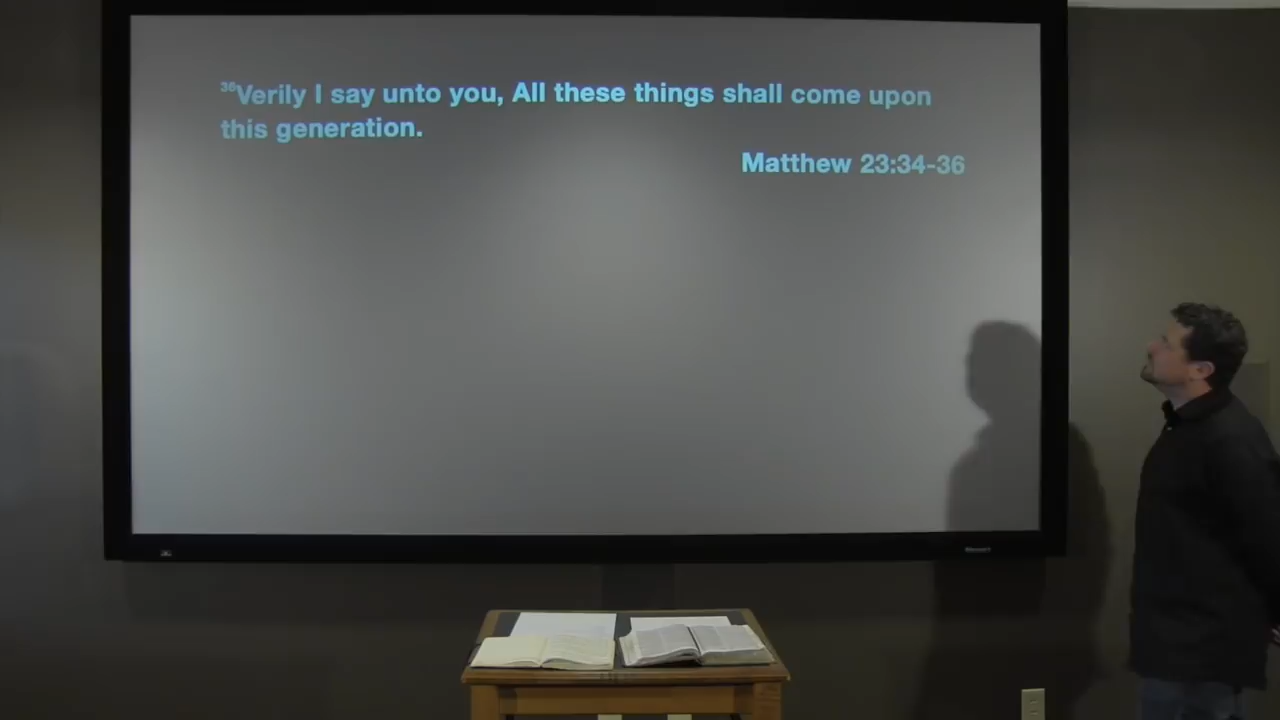 36Verily I say unto you, All these things shall come upon
this generation.
Matthew 23:34-36